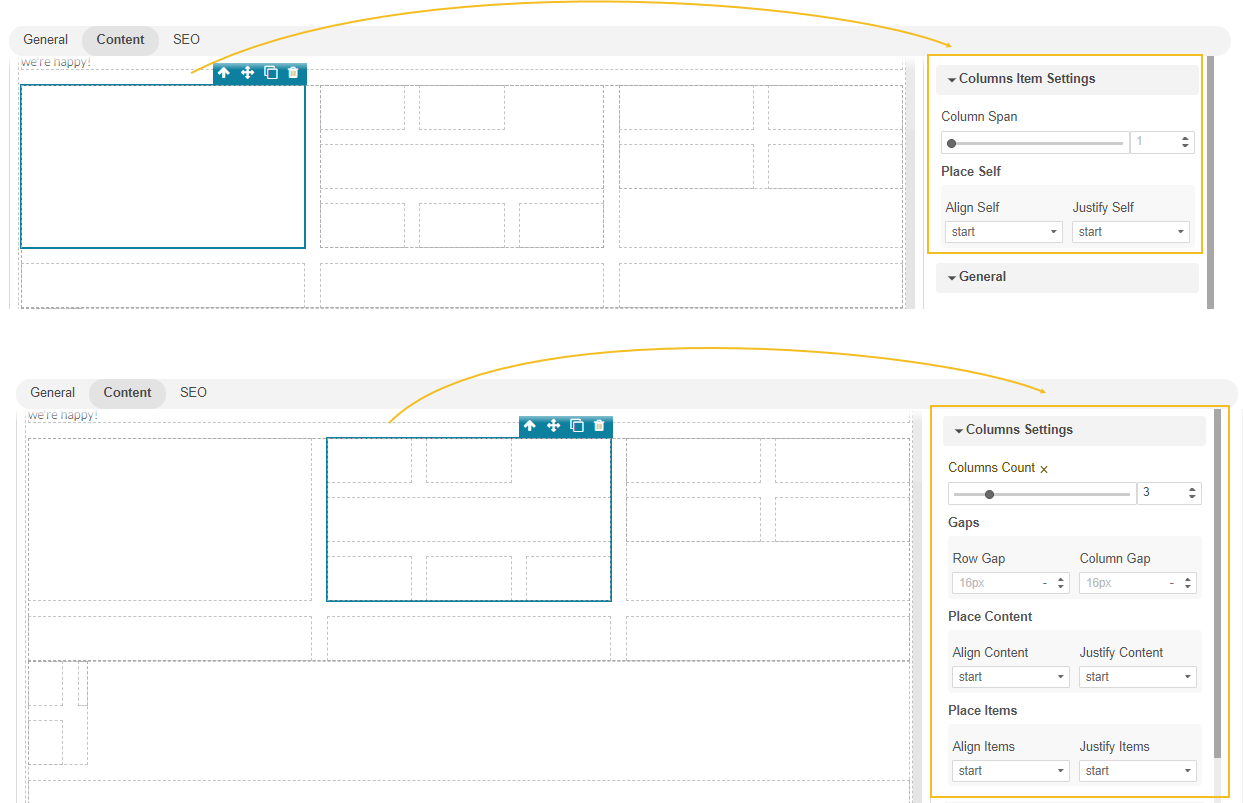 General Content SEO
we're happy!
Columns Item Settings
Column Span
1
Place Self
Align Self Justify Self
start start
General
General Content SEO
we're happy!
Columns Settings
Columns Count x
3
Gaps
Row Gap Column Gap
16px - 16px -
Place Content
Align Content Justify Content
start start
Place Items
Align Items Justify Items
start start